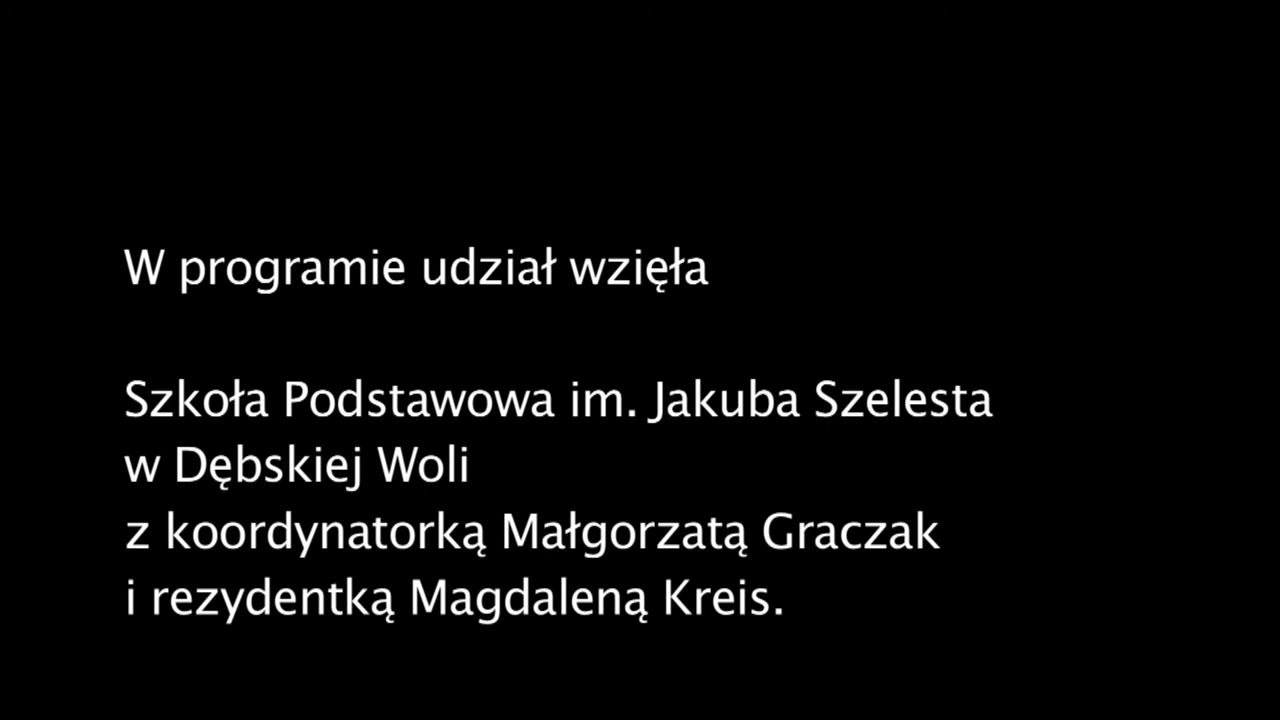 W programie udział wzięła
Szkoła Podstawowa im. Jakuba Szelesta
w Dębskiej Woli
z koordynatorką Małgorzatą Graczak
i rezydentką Magdaleną Kreis.